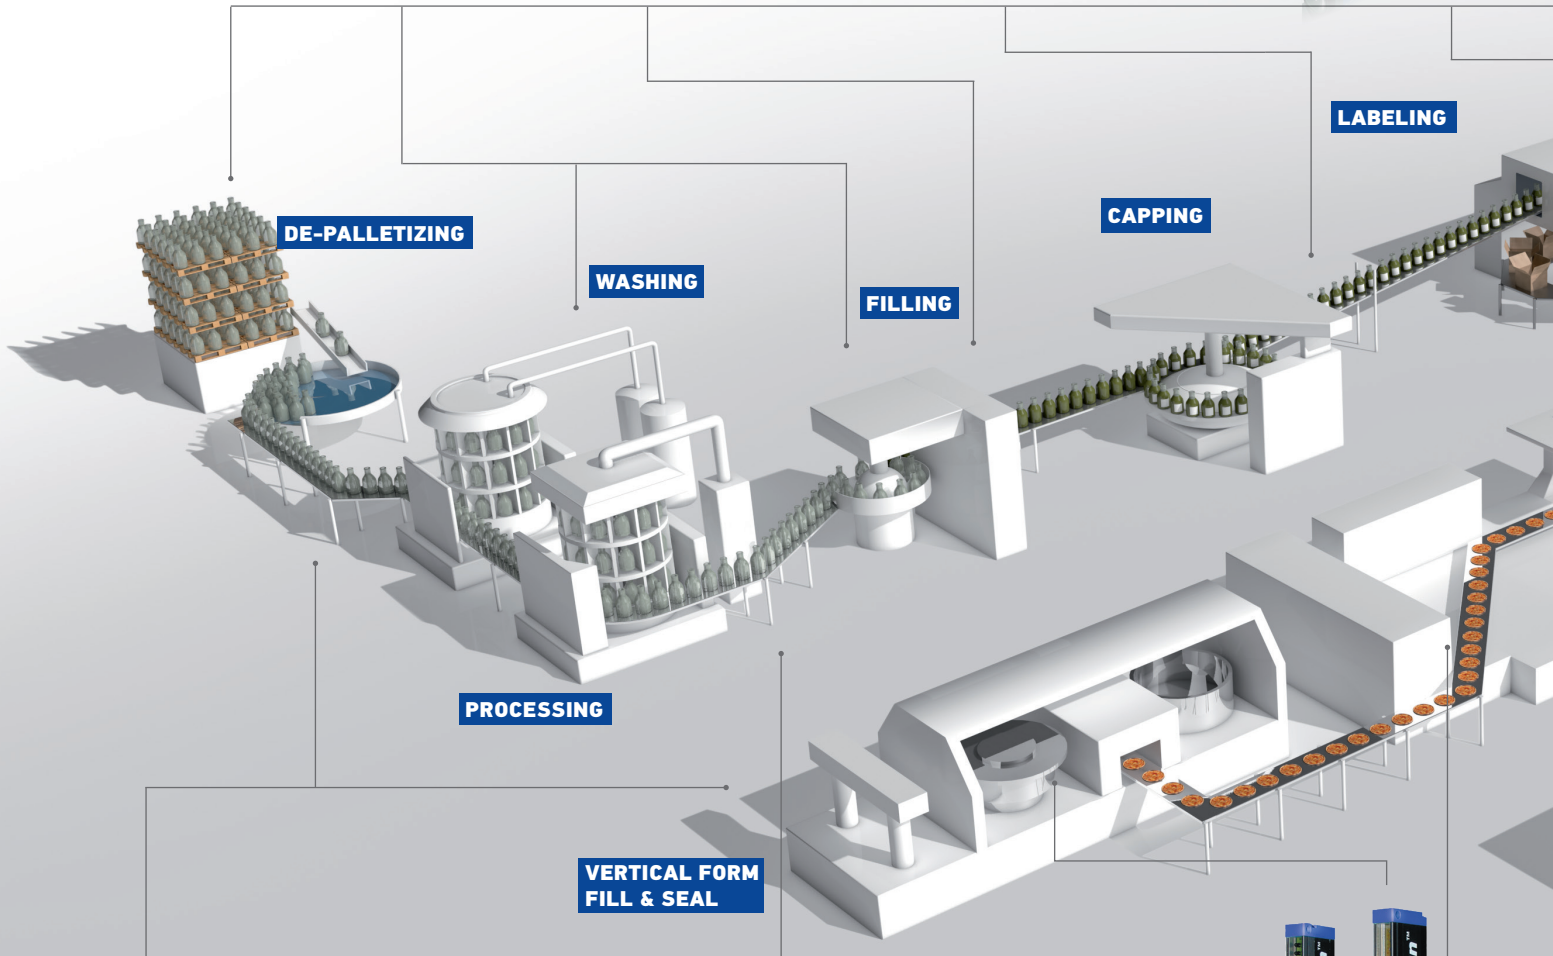 LABELING
CAPPING
DE-PALLETIZING
WASHING
FILLING
PROCESSING
VERTICAL FORM
FILL & SEAL